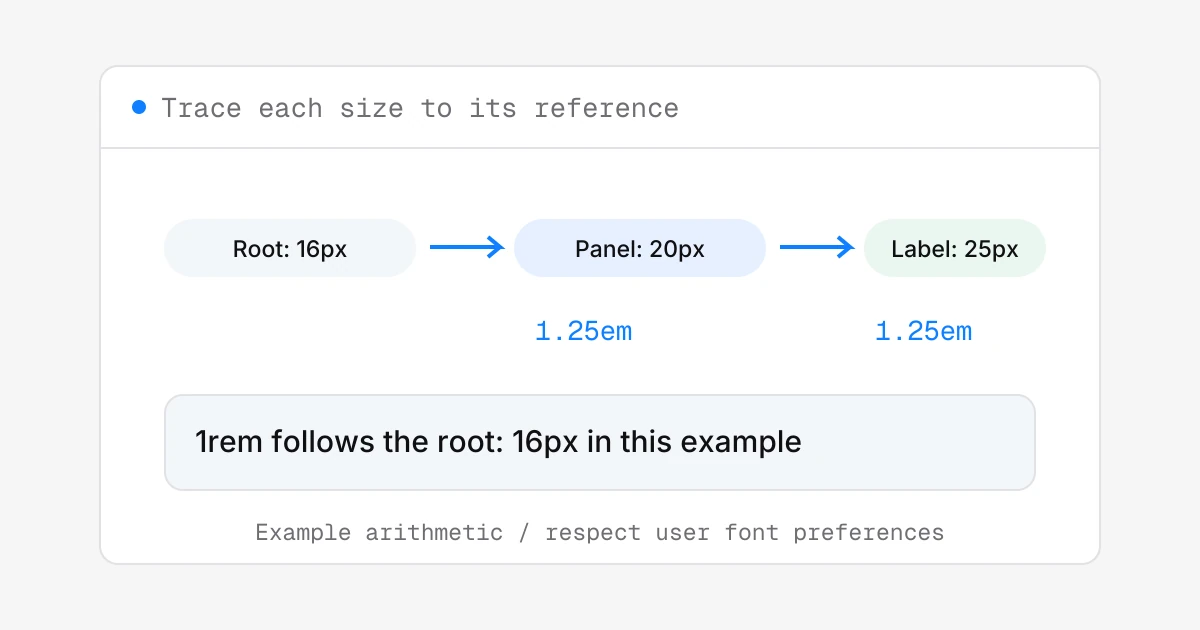 Trace each size to its reference
Root: 16px
Panel: 20px
Label: 25px
1.25em
1.25em
1rem follows the root: 16px in this example
Example arithmetic / respect user font preferences